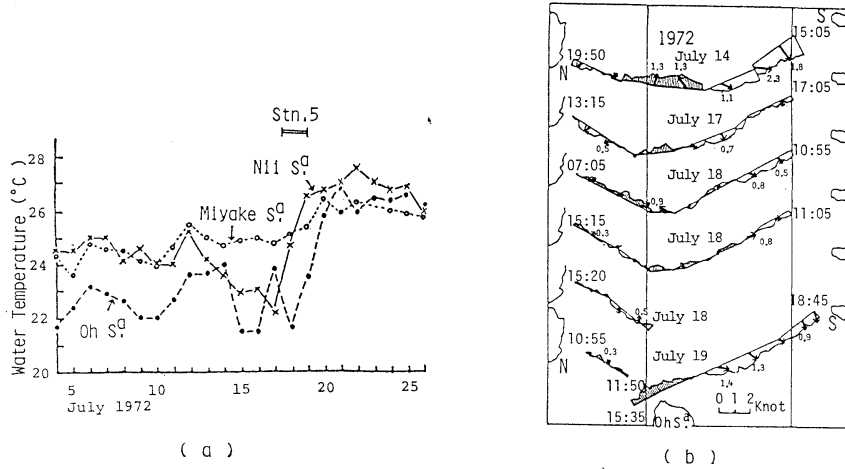 Stn.5
Nii S.a
Miyake S.a
Oh S.a
Water Temperature (°C)
28
26
24
22
20
5
10
15
20
25
July 1972
( a )
S
15:05
1972
July 14
19:50
N
1,3
1,3
1,1
2,3
1,8
17:05
13:15
July 17
0,5
0,7
10:55
07:05
July 18
0,9
0,8
0,5
11:05
15:15
July 18
0,3
0,8
15:20
July 18
0,5
18:45
S
10:55
July 19
0,3
N
0,9
1,3
1,4
11:50
15:35
0 1 2
Knot
Oh S.a
( b )